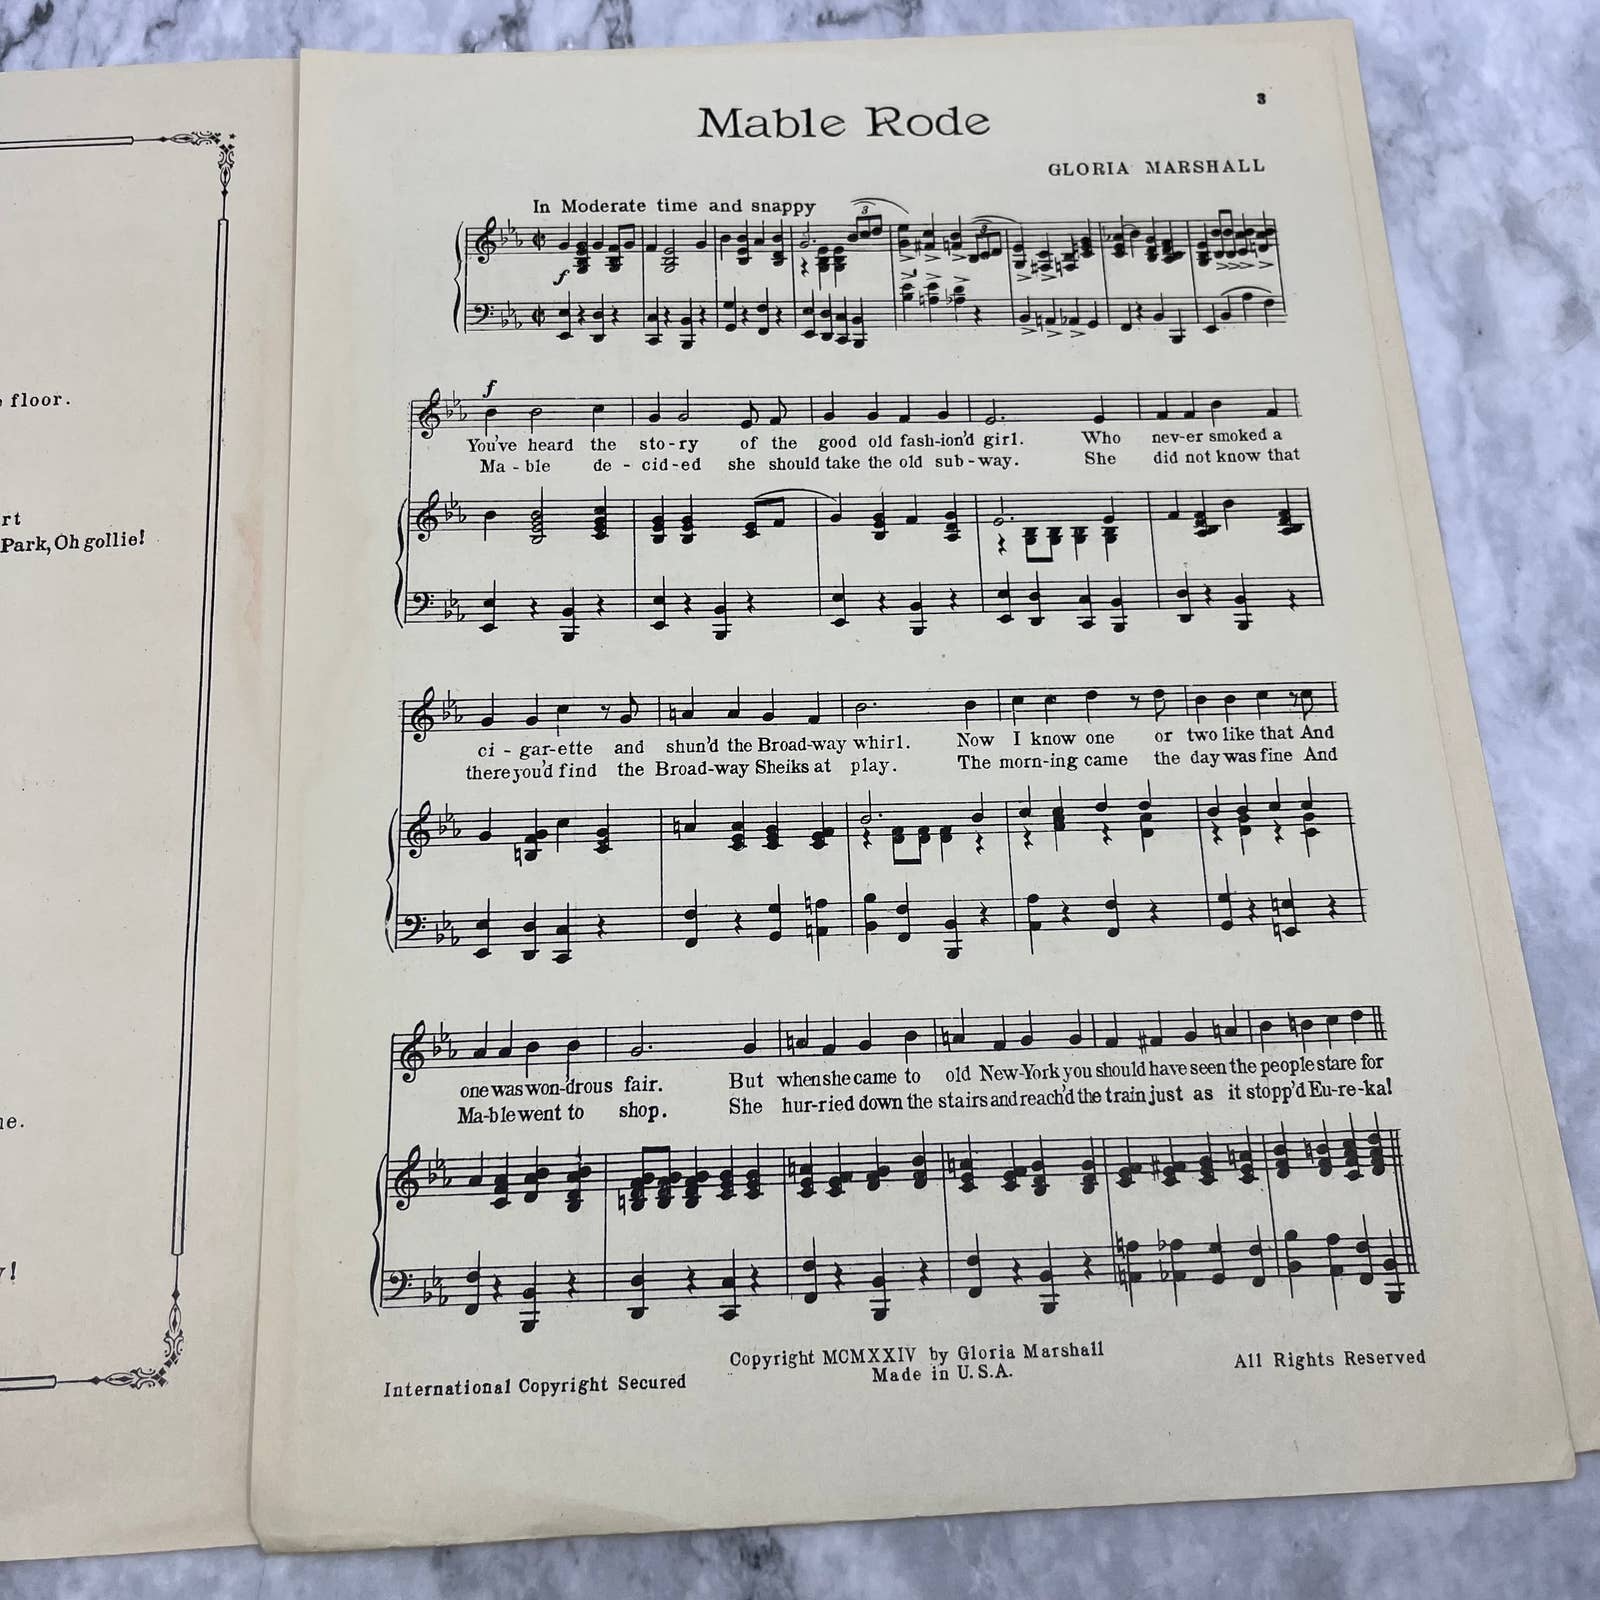 floor.
rt
Park, Oh gollie!
ne.
y!
3
Mable Rode
GLORIA MARSHALL
In Moderate time and snappy
3
3
f
f
You've heard the sto-ry of the good old fash-ion'd girl. Who nev-er smoked a
Ma-ble de-cid-ed she should take the old sub-way. She did not know that
ci-gar-ette and shun'd the Broad-way whirl. Now I know one or two like that And
there you'd find the Broad-way Sheiks at play. The morn-ing came the day was fine And
one was won-drous fair. But when she came to old New-York you should have seen the people stare for
Ma-ble went to shop. She hur-ried down the stairs and reach'd the train just as it stopp'd Eu-re-ka!
Copyright MCMXXIV by Gloria Marshall
Made in U.S.A.
International Copyright Secured
All Rights Reserved